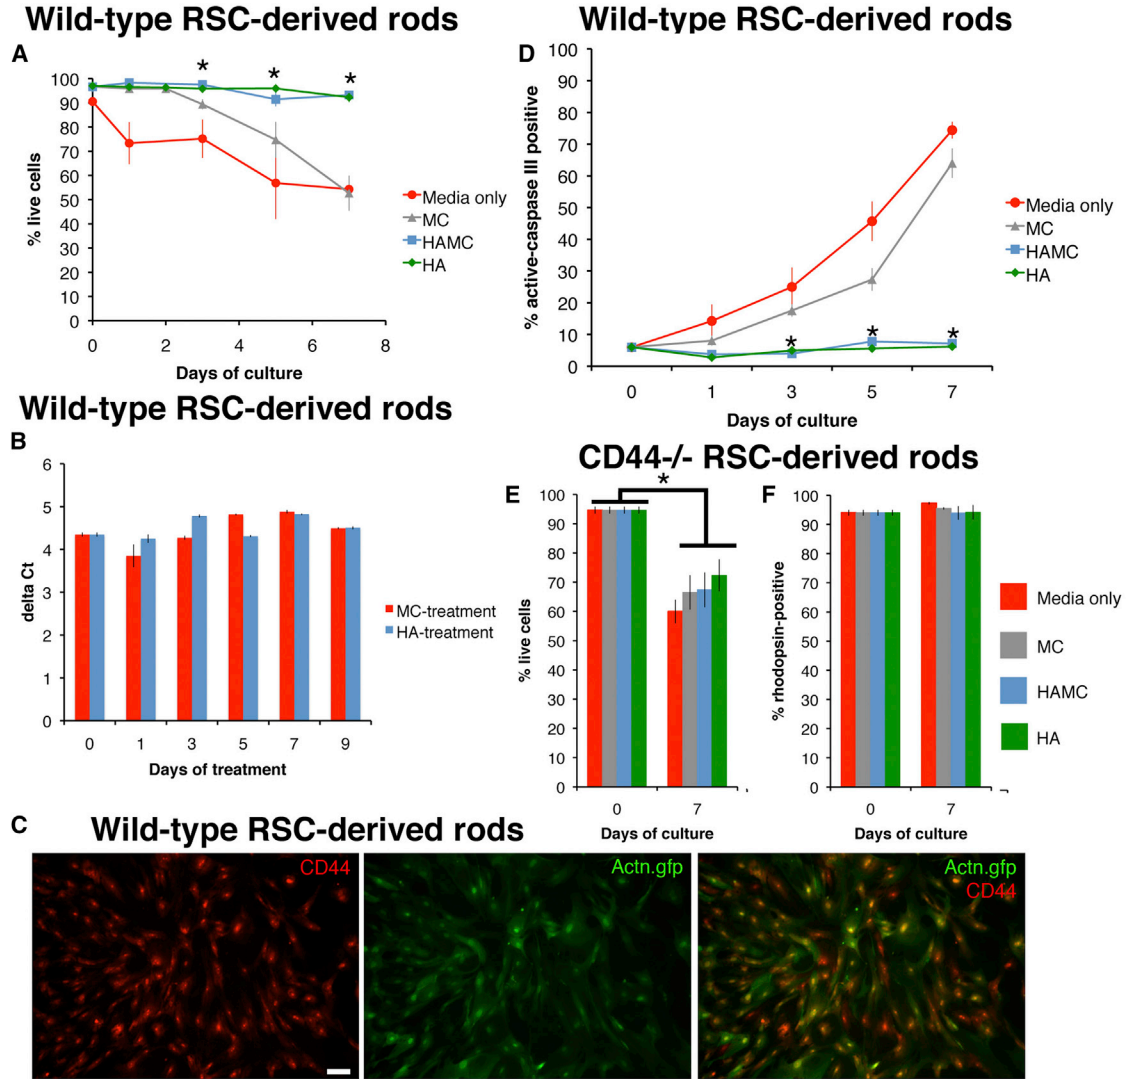 Wild-type RSC-derived rods
A
100
90
80
70
60
50
40
30
20
10
0
% live cells
* * *
0 2 4 6 8
Days of culture
Media only
MC
HAMC
HA
Wild-type RSC-derived rods
D
100
90
80
70
60
50
40
30
20
10
0
% active-caspase III positive
* * *
0 1 3 5 7
Days of culture
Media only
MC
HAMC
HA
Wild-type RSC-derived rods
B
6
5
4
3
2
1
0
delta Ct
0 1 3 5 7 9
Days of treatment
MC-treatment
HA-treatment
CD44-/- RSC-derived rods
E
100
90
80
70
60
50
40
30
20
10
0
% live cells
*
0 7
Days of culture
F
100
90
80
70
60
50
40
30
20
10
0
% rhodopsin-positive
0 7
Days of culture
Media only
MC
HAMC
HA
C
Wild-type RSC-derived rods
CD44
Actn.gfp
Actn.gfp
CD44